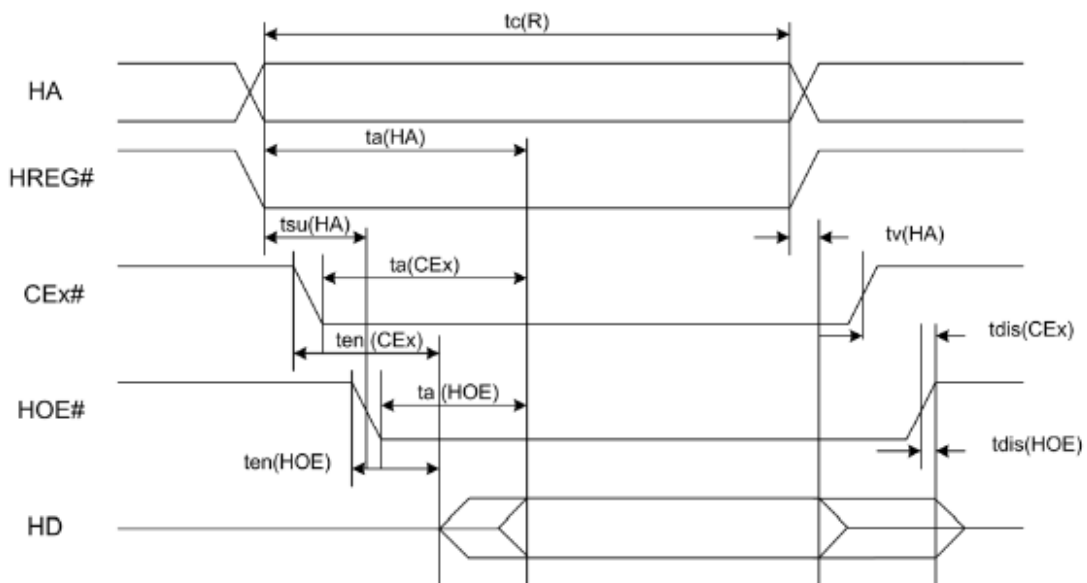 tc(R)
HA
ta(HA)
HREG#
tsu(HA)
tv(HA)
ta(CEx)
CEx#
ten (CEx)
tdis(CEx)
ta (HOE)
HOE#
ten(HOE)
tdis(HOE)
HD